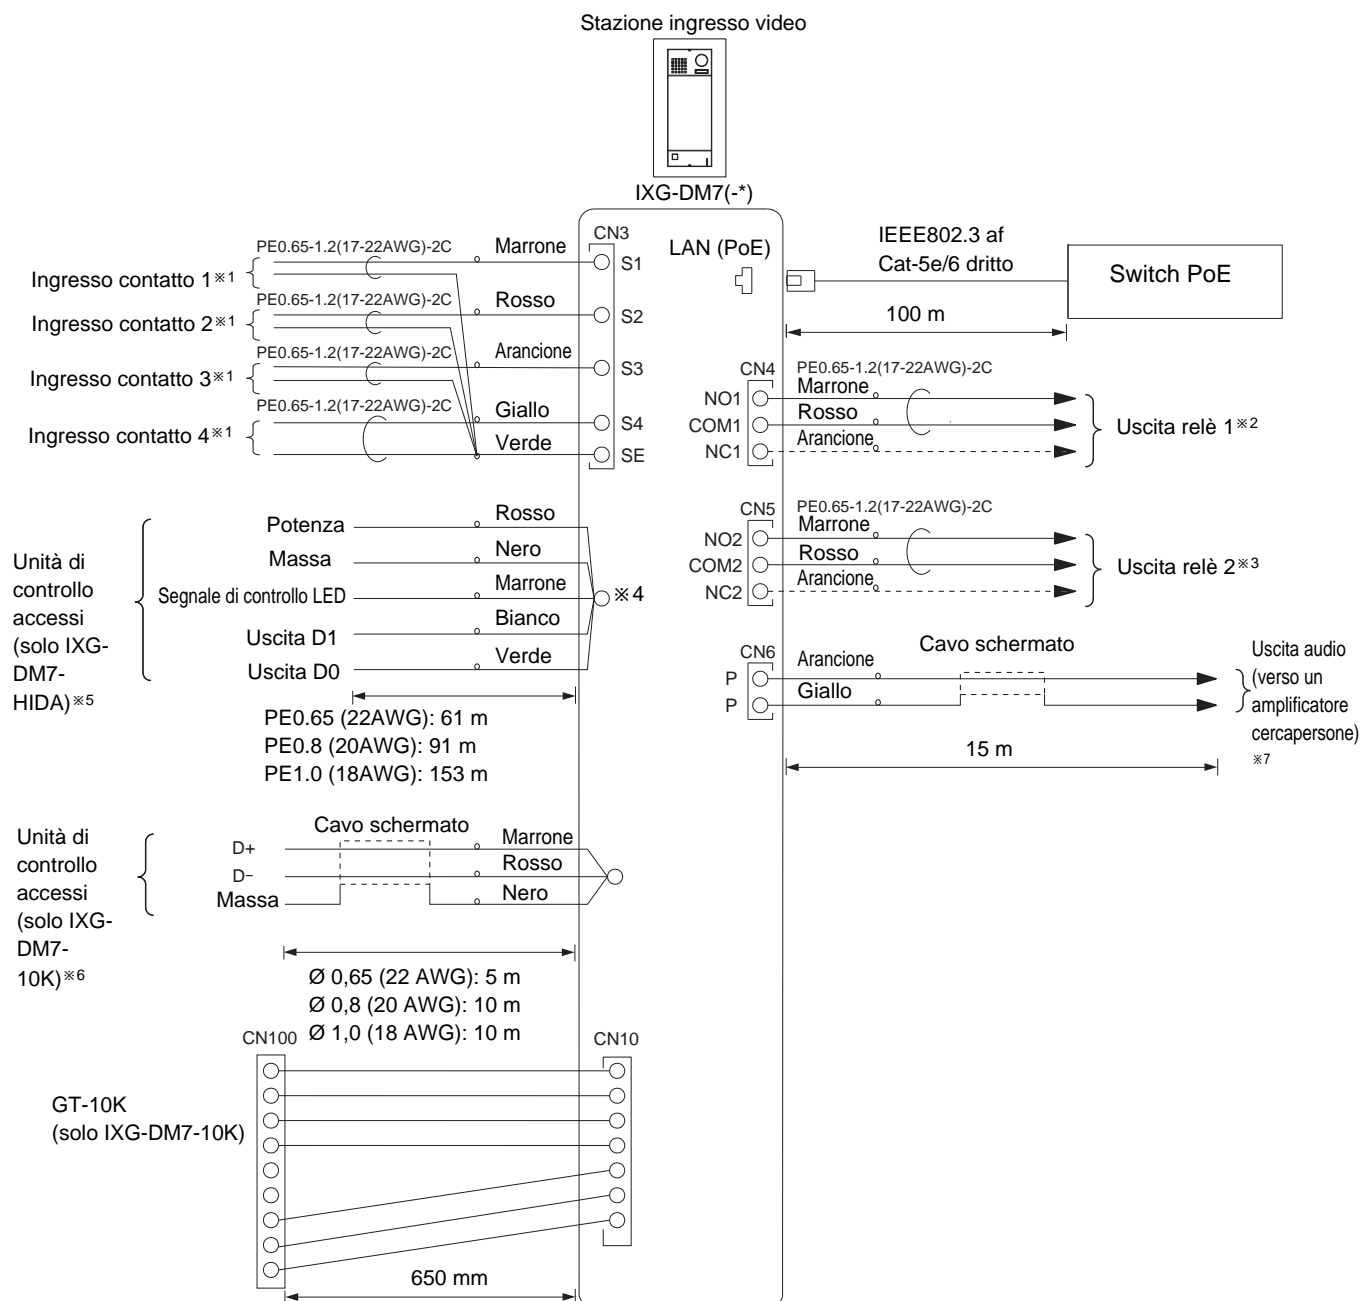 Stazione ingresso video
IXG-DM7(-*)
CN3
PE0.65-1.2(17-22AWG)-2C
Marrone
S1
Ingresso contatto 1※1
PE0.65-1.2(17-22AWG)-2C
Rosso
S2
Ingresso contatto 2※1
PE0.65-1.2(17-22AWG)-2C
Arancione
S3
Ingresso contatto 3※1
PE0.65-1.2(17-22AWG)-2C
Giallo
S4
Ingresso contatto 4※1
Verde
SE
LAN (PoE)
IEEE802.3 af
Cat-5e/6 dritto
Switch PoE
100 m
CN4
PE0.65-1.2(17-22AWG)-2C
NO1
Marrone
COM1
Rosso
NC1
Arancione
Uscita relè 1※2
CN5
PE0.65-1.2(17-22AWG)-2C
NO2
Marrone
COM2
Rosso
NC2
Arancione
Uscita relè 2※3
CN6
P
Arancione
P
Giallo
Cavo schermato
15 m
Uscita audio
(verso un
amplificatore
cercapersone)
※7
Unità di
controllo
accessi
(solo IXG-
DM7-
HIDA)※5
Potenza
Rosso
Massa
Nero
Segnale di controllo LED
Marrone
※4
Uscita D1
Bianco
Uscita D0
Verde
PE0.65 (22AWG): 61 m
PE0.8 (20AWG): 91 m
PE1.0 (18AWG): 153 m
Unità di
controllo
accessi
(solo IXG-
DM7-
10K)※6
Cavo schermato
D+
Marrone
D-
Rosso
Massa
Nero
Ø 0,65 (22 AWG): 5 m
Ø 0,8 (20 AWG): 10 m
Ø 1,0 (18 AWG): 10 m
CN100
CN10
GT-10K
(solo IXG-DM7-10K)
650 mm